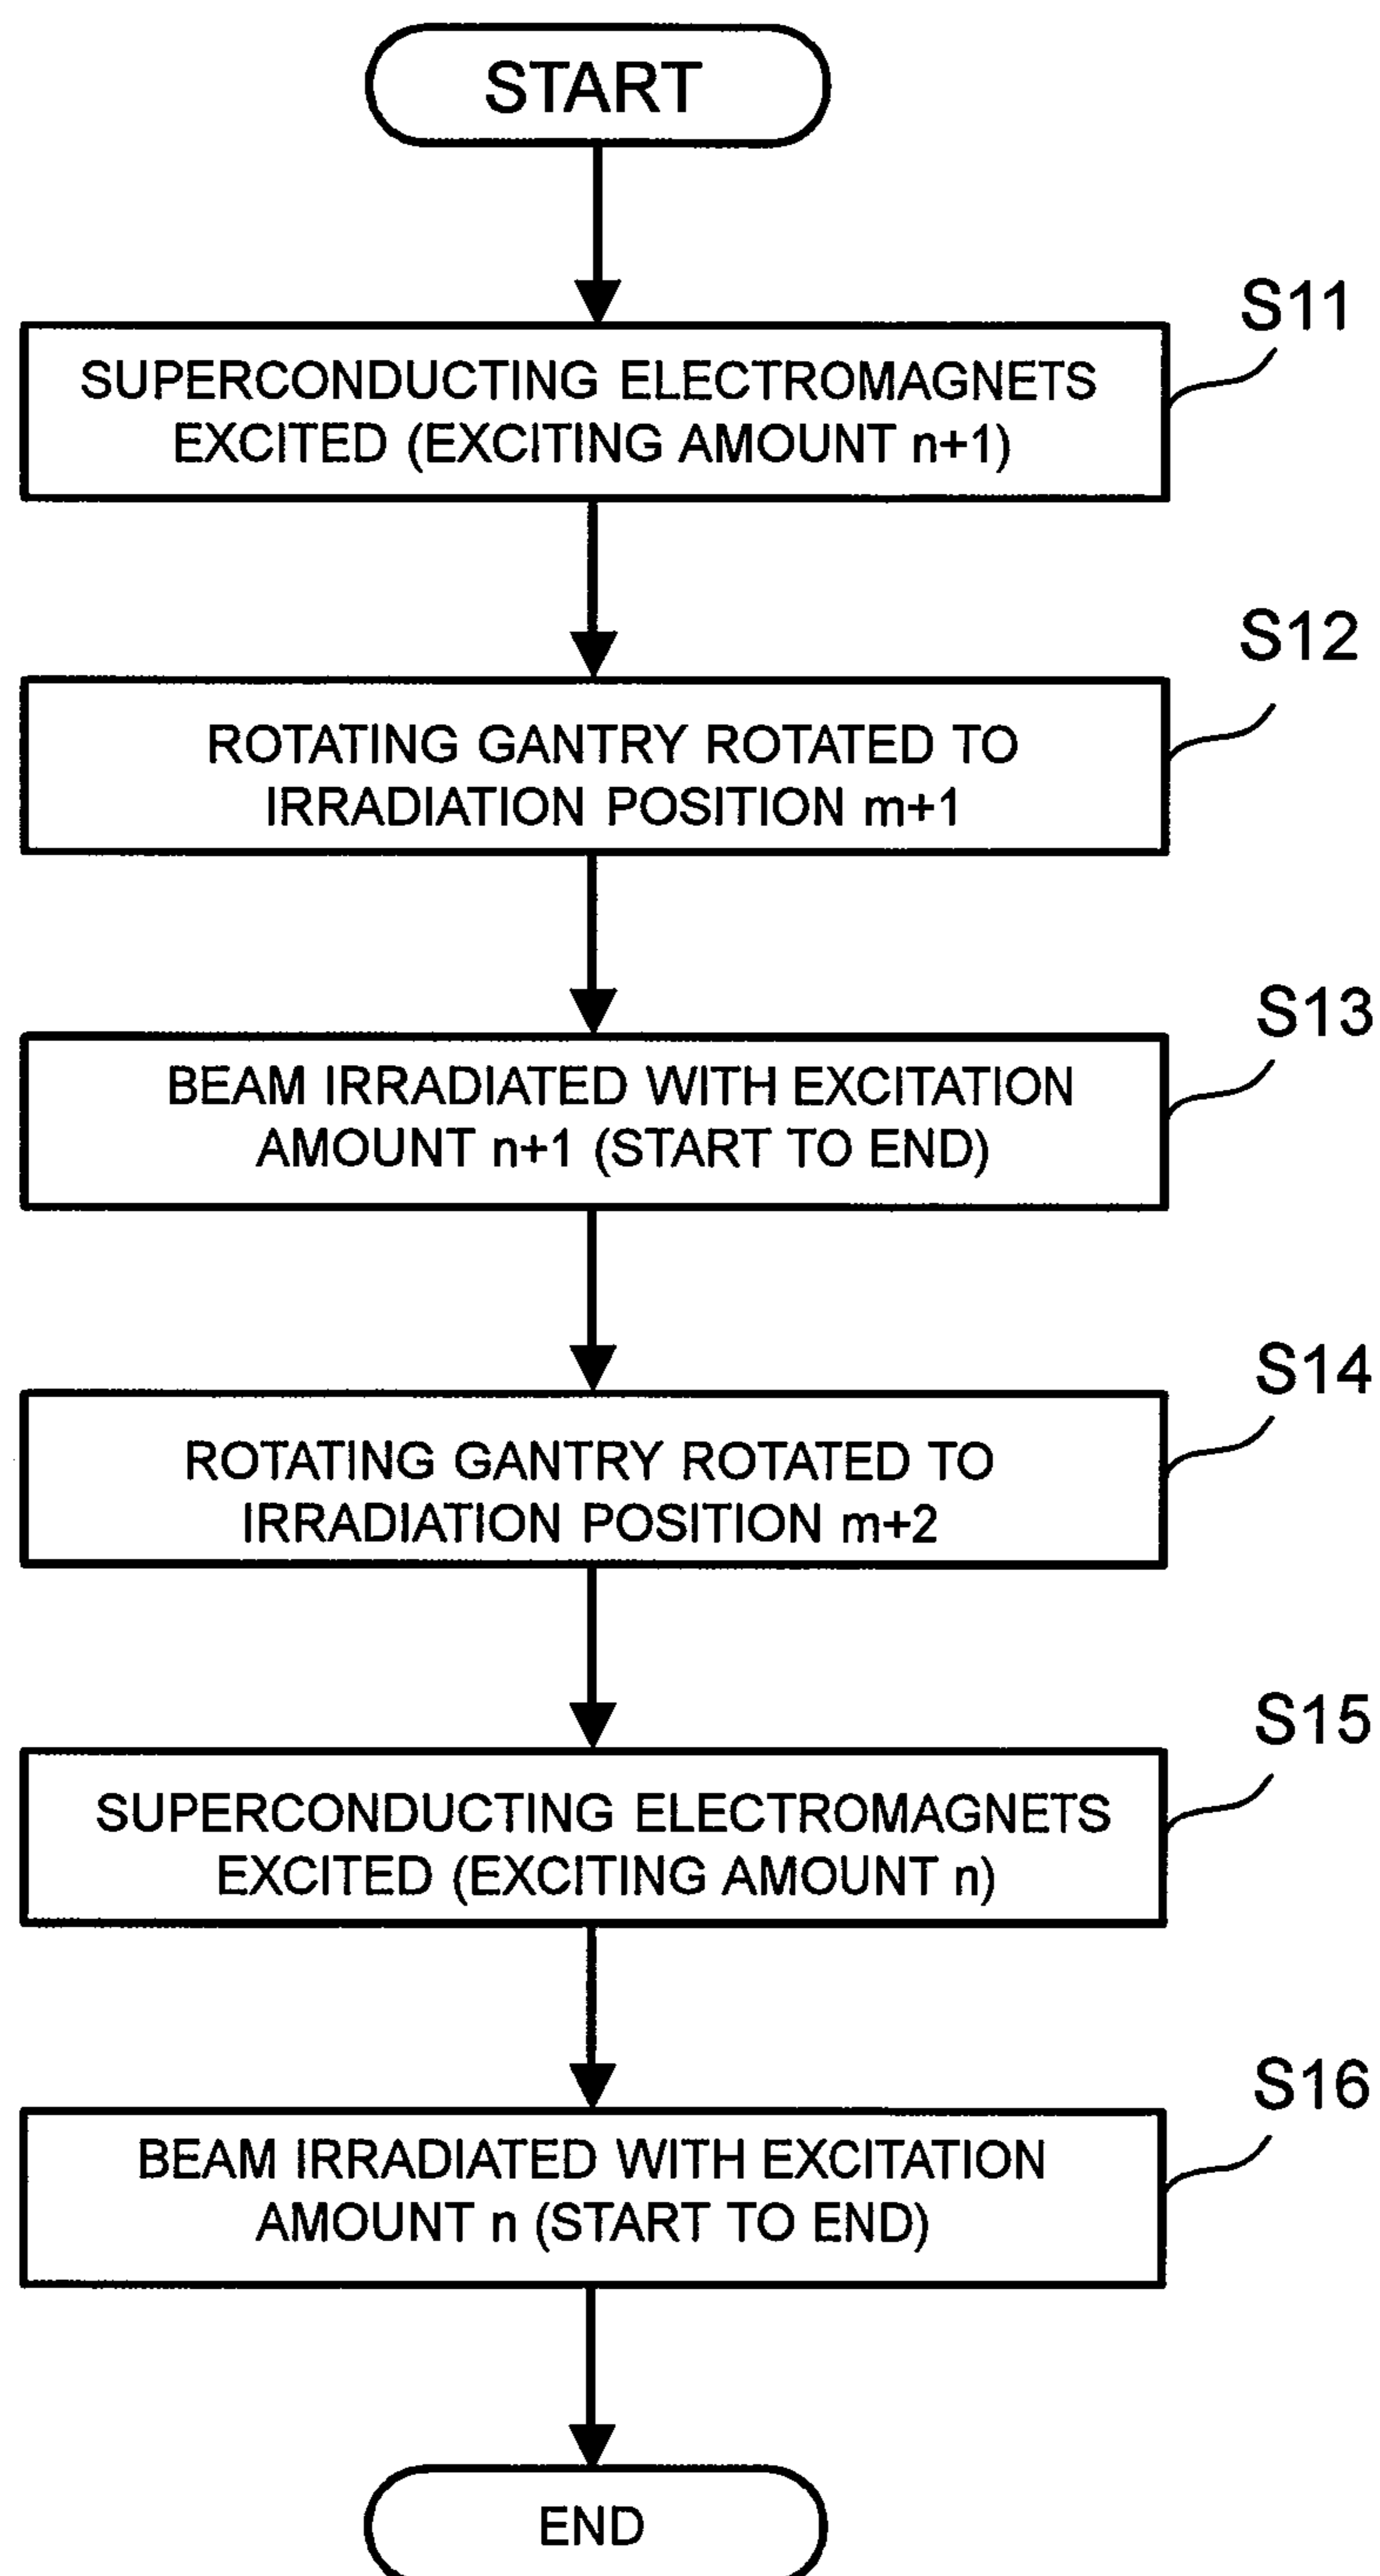 START
S11
SUPERCONDUCTING ELECTROMAGNETS
EXCITED (EXCITING AMOUNT n+1)
S12
ROTATING GANTRY ROTATED TO
IRRADIATION POSITION m+1
S13
BEAM IRRADIATED WITH EXCITATION
AMOUNT n+1 (START TO END)
S14
ROTATING GANTRY ROTATED TO
IRRADIATION POSITION m+2
S15
SUPERCONDUCTING ELECTROMAGNETS
EXCITED (EXCITING AMOUNT n)
S16
BEAM IRRADIATED WITH EXCITATION
AMOUNT n (START TO END)
END